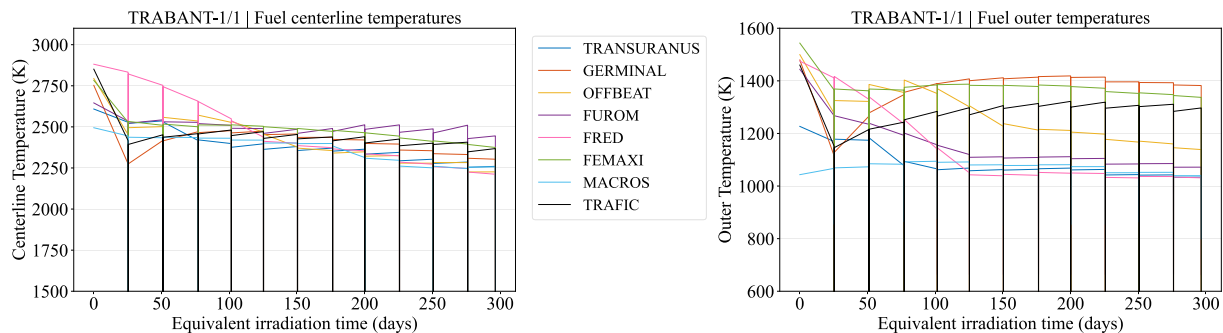 TRABANT-1/1 | Fuel centerline temperatures
Centerline Temperature (K)
3000
2750
2500
2250
2000
1750
1500
0
50
100
150
200
250
300
Equivalent irradiation time (days)
TRANSURANUS
GERMINAL
OFFBEAT
FUROM
FRED
FEMAXI
MACROS
TRAFIC
TRABANT-1/1 | Fuel outer temperatures
Outer Temperature (K)
1600
1400
1200
1000
800
600
0
50
100
150
200
250
300
Equivalent irradiation time (days)